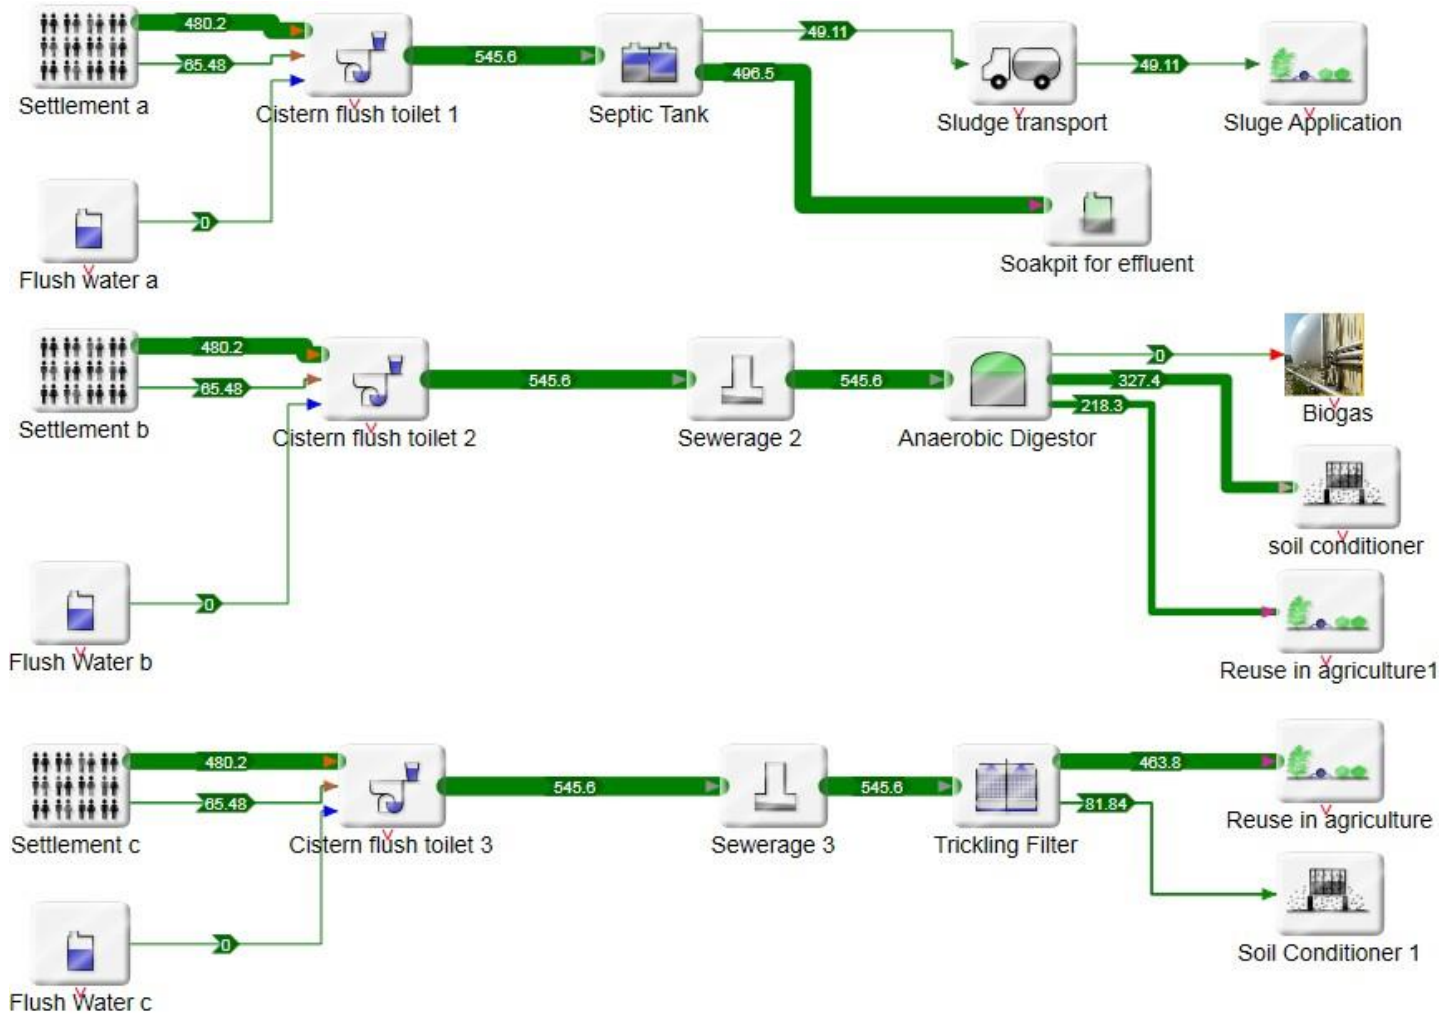 480.2
65.48
545.6
49.11
49.11
496.5
Settlement a
Cistern flush toilet 1
Septic Tank
Sludge transport
Sluge Application
0
Flush water a
Soakpit for effluent
480.2
65.48
545.6
545.6
0
327.4
218.3
Settlement b
Cistern flush toilet 2
Sewerage 2
Anaerobic Digestor
Biogas
soil conditioner
0
Flush Water b
Reuse in agriculture1
480.2
65.48
545.6
545.6
463.8
81.84
Settlement c
Cistern flush toilet 3
Sewerage 3
Trickling Filter
Reuse in agriculture
0
Flush Water c
Soil Conditioner 1